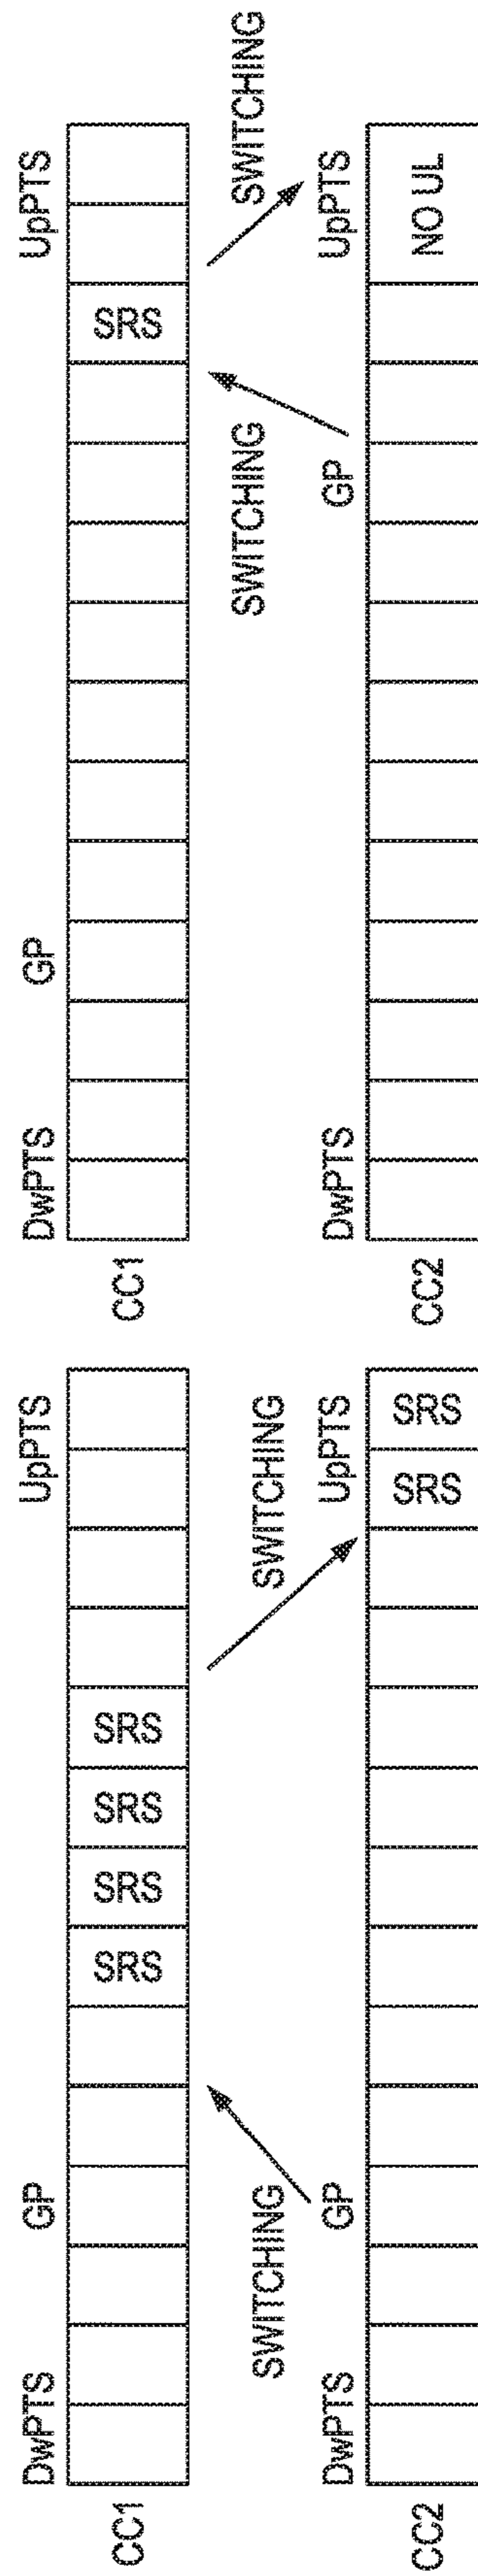 DwPTS GP UpPTS
CC1 SRS SRS SRS SRS
SWITCHING SWITCHING
DwPTS GP UpPTS
CC2 SRS SRS
DwPTS GP UpPTS
CC1 SRS
SWITCHING SWITCHING
DwPTS GP UpPTS
CC2 NO UL